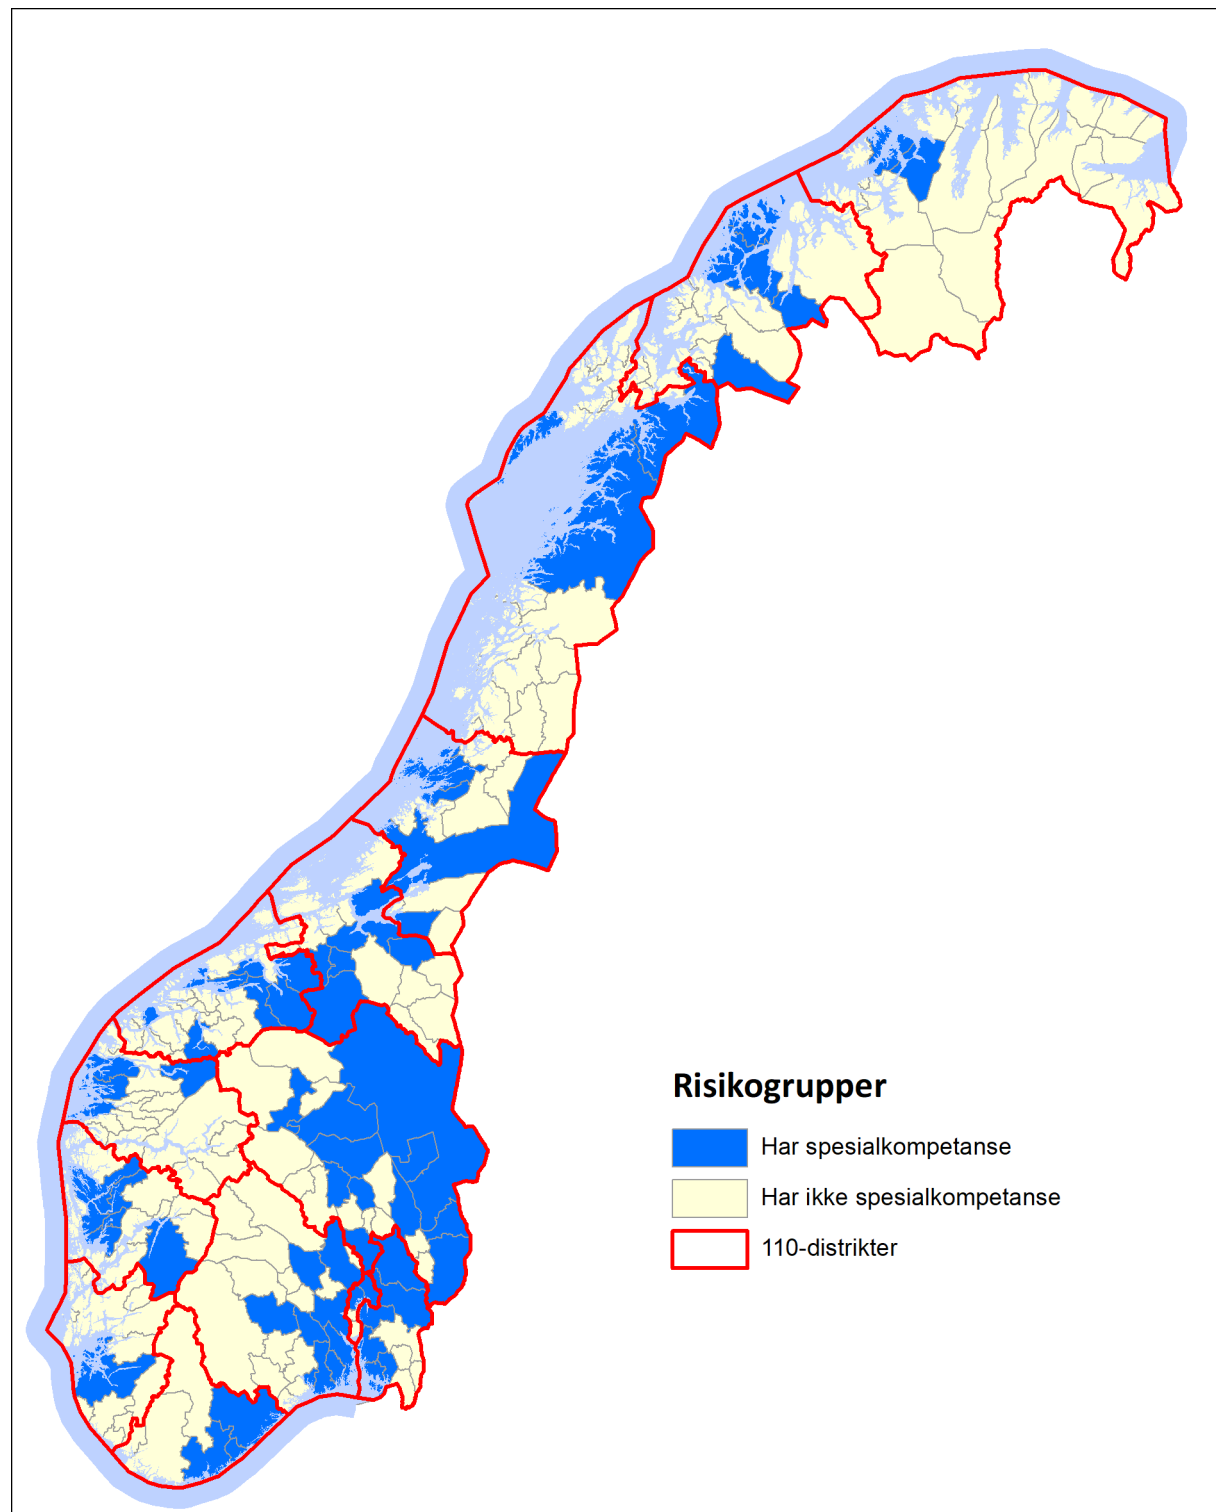 Risikogrupper
Har spesialkompetanse
Har ikke spesialkompetanse
110-distrikter